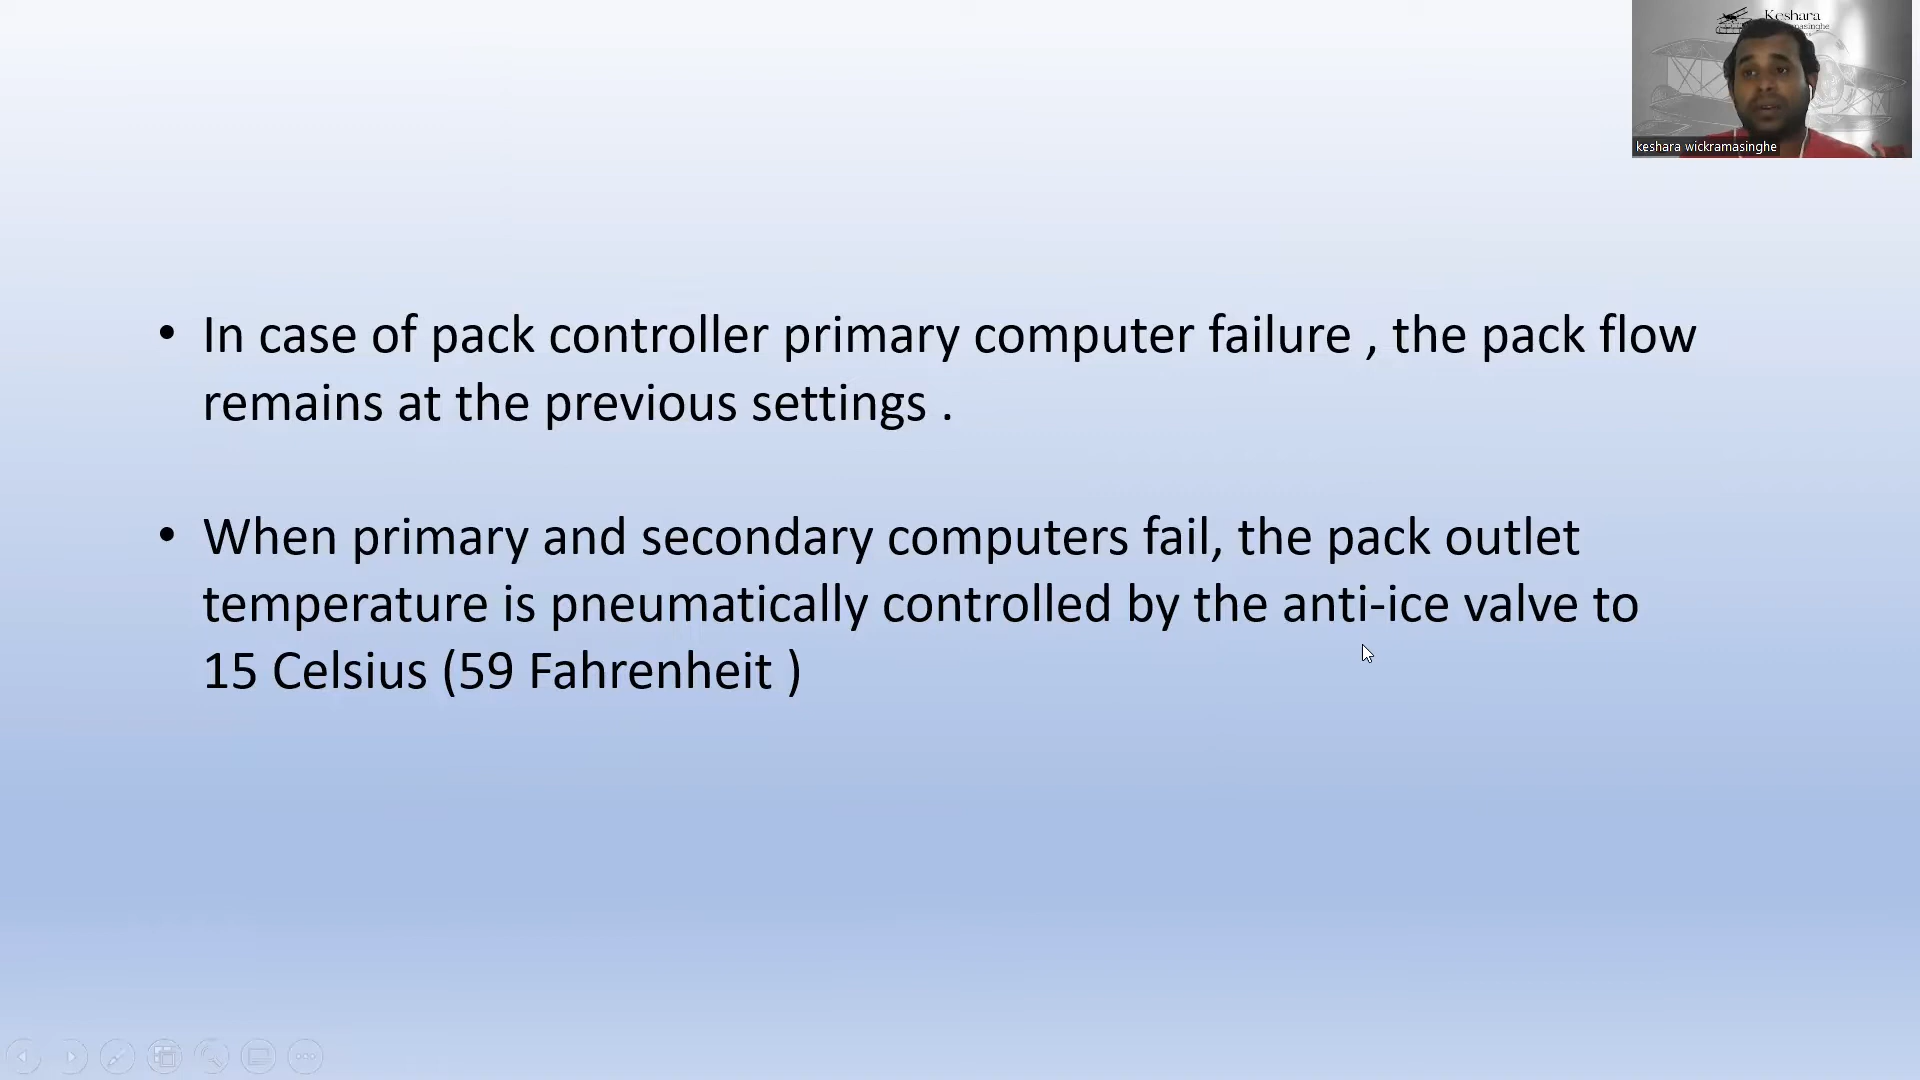 Keshara
keshara wickramasinghe
• In case of pack controller primary computer failure , the pack flow
remains at the previous settings .
• When primary and secondary computers fail, the pack outlet
temperature is pneumatically controlled by the anti-ice valve to
15 Celsius (59 Fahrenheit )